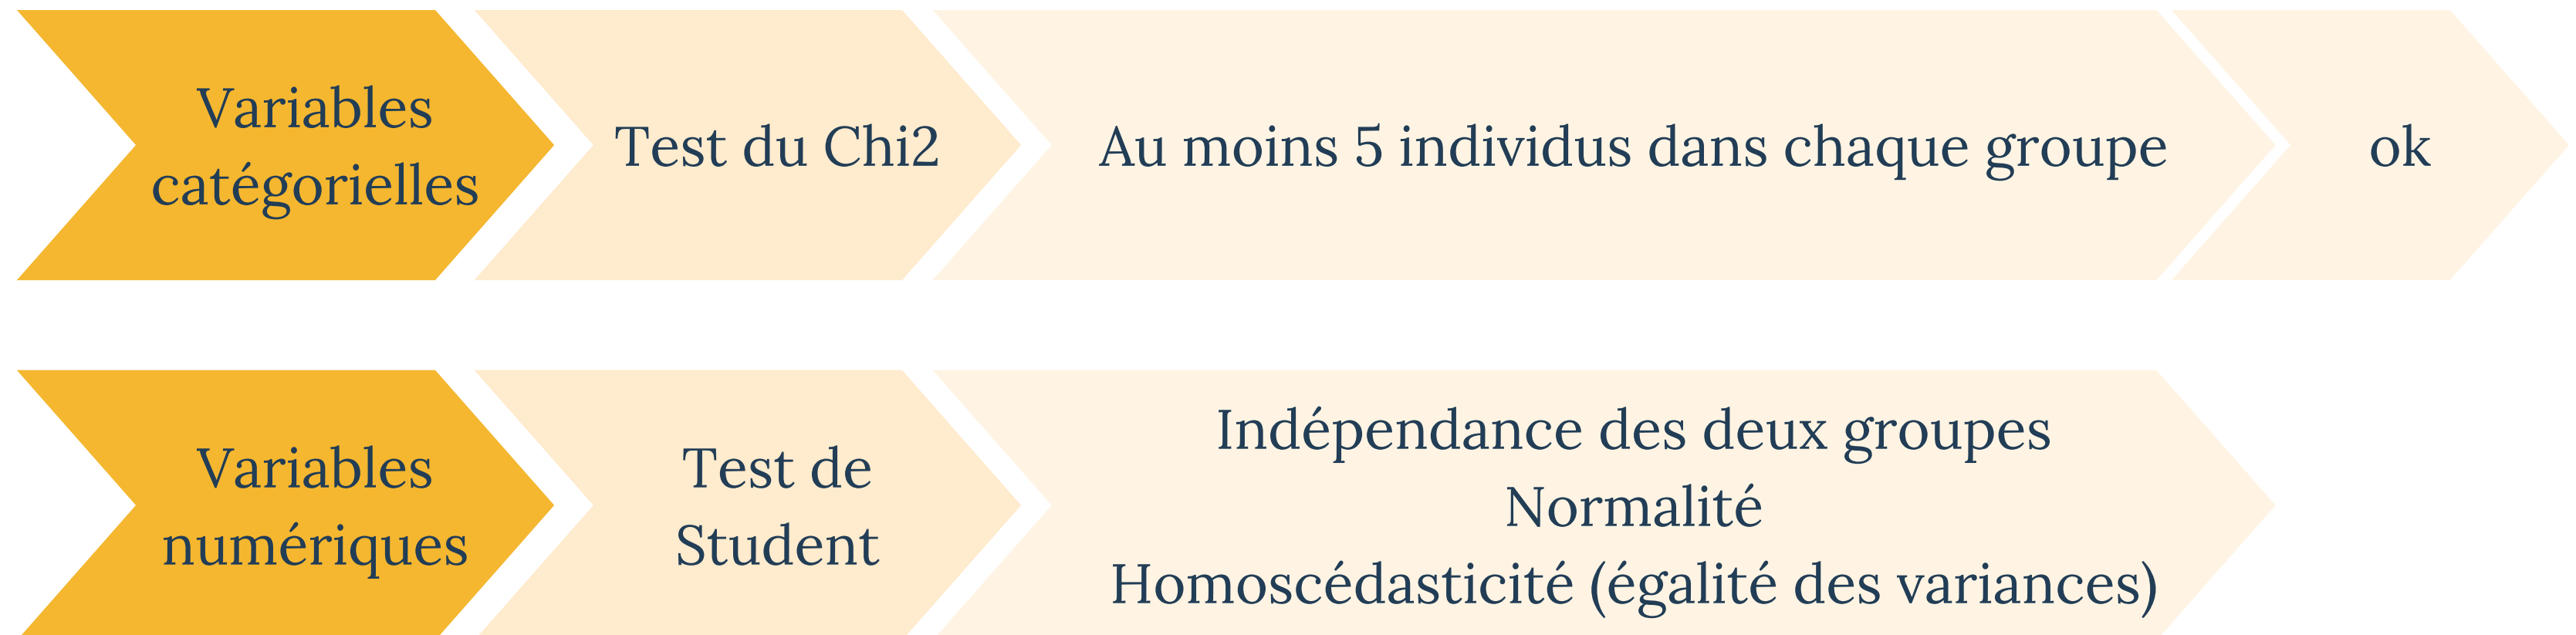 Variables
catégorielles
Test du Chi2
Au moins 5 individus dans chaque groupe
ok
Variables
numériques
Test de
Student
Indépendance des deux groupes
Normalité
Homoscédasticité (égalité des variances)